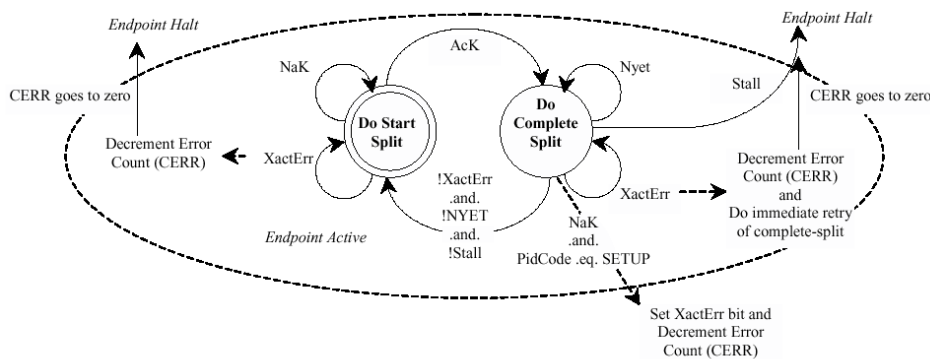 Endpoint Halt
Endpoint Halt
AcK
NaK
Nyet
Stall
CERR goes to zero
CERR goes to zero
Do Start
Split
Do
Complete
Split
Decrement Error
Count (CERR)
XactErr
XactErr
Decrement Error
Count (CERR)
and
Do immediate retry
of complete-split
!XactErr
.and.
!NYET
.and.
!Stall
NaK
.and.
PidCode .eq. SETUP
Endpoint Active
Set XactErr bit and
Decrement Error
Count (CERR)